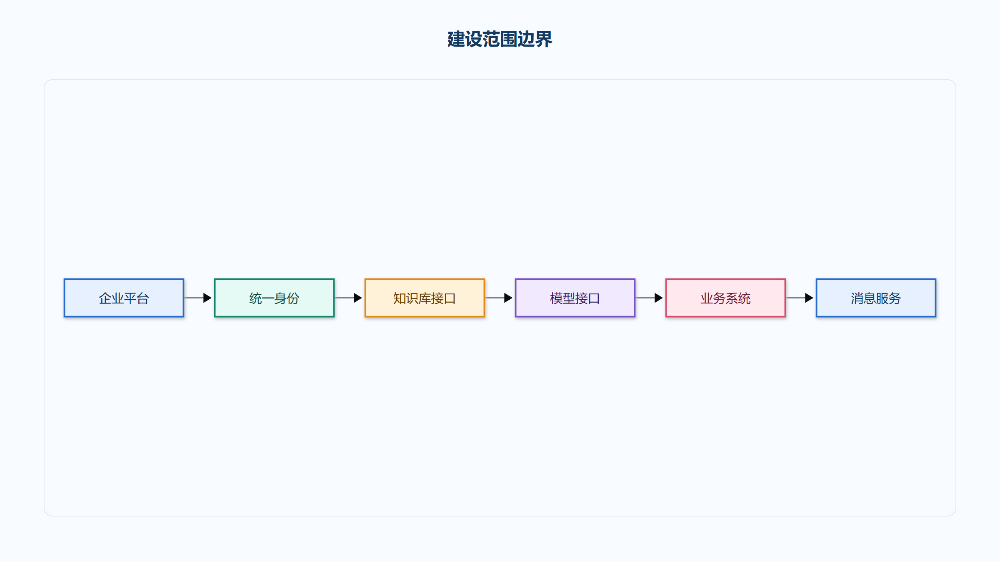 建设范围边界
企业平台
统一身份
知识库接口
模型接口
业务系统
消息服务